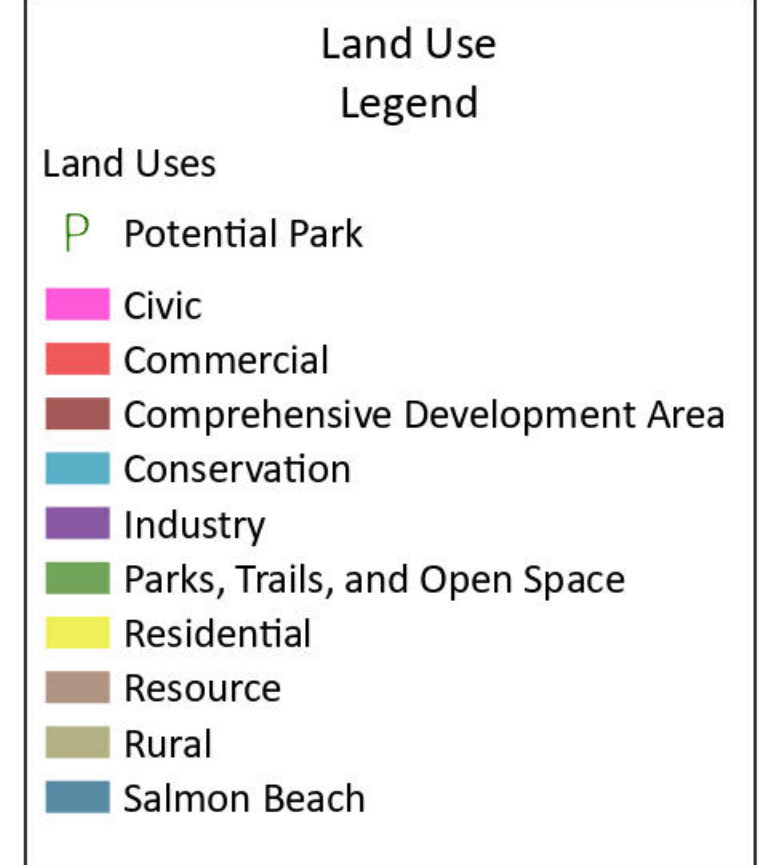 Land Use
Legend
Land Uses
P Potential Park
Civic
Commercial
Comprehensive Development Area
Conservation
Industry
Parks, Trails, and Open Space
Residential
Resource
Rural
Salmon Beach